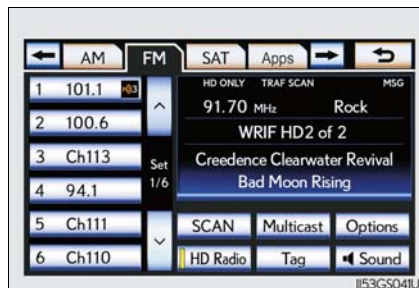 AM FM SAT Apps
1 101.1
2 100.6
3 Ch113
4 94.1
5 Ch111
6 Ch110
Set
1/6
HD ONLY TRAF SCAN MSG
91.70 MHz Rock
WRIF HD2 of 2
Creedence Clearwater Revival
Bad Moon Rising
SCAN Multicast Options
HD Radio Tag Sound
II53GS041U